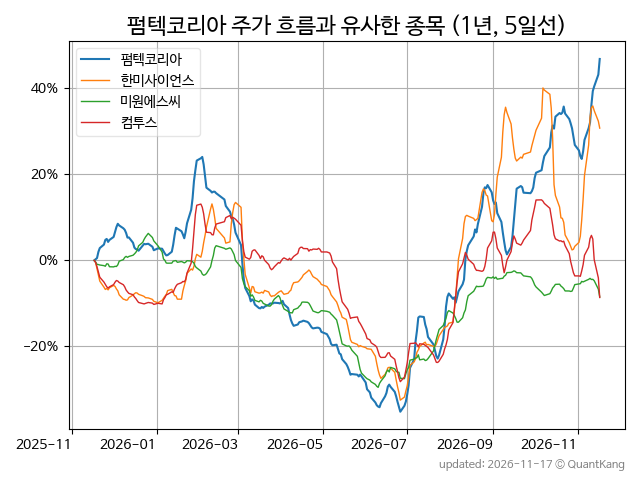 펌텍코리아 주가 흐름과 유사한 종목 (1년, 5일선)
펌텍코리아
한미사이언스
미원에스씨
컴투스
40%
20%
0%
−20%
2025-11
2026-01
2026-03
2026-05
2026-07
2026-09
2026-11
updated: 2026-11-17 © QuantKang